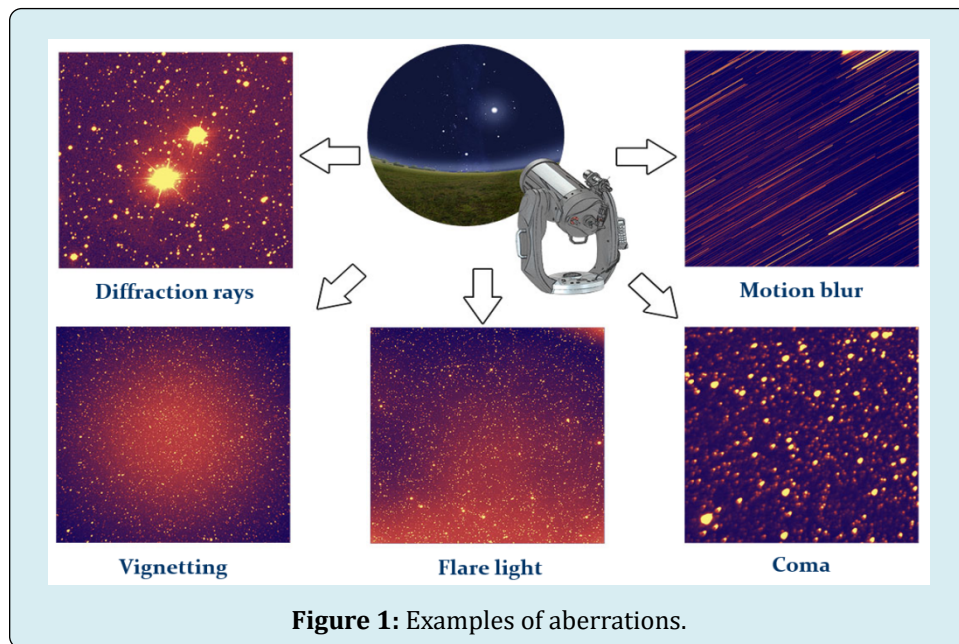 Diffraction rays
Motion blur
Vignetting
Flare light
Coma
Figure 1: Examples of aberrations.